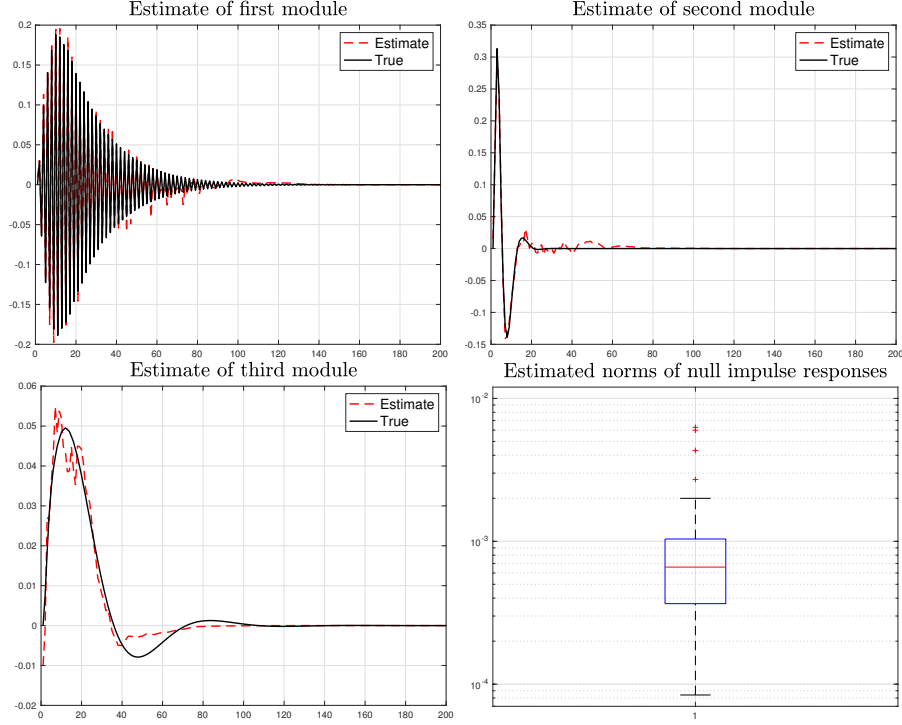 Estimate of first module
0.2
0.15
0.1
0.05
0
-0.05
-0.1
-0.15
-0.2
0 20 40 60 80 100 120 140 160 180 200
Estimate
True
Estimate of second module
0.35
0.3
0.25
0.2
0.15
0.1
0.05
0
-0.05
-0.1
-0.15
0 20 40 60 80 100 120 140 160 180 200
Estimate
True
Estimate of third module
0.06
0.05
0.04
0.03
0.02
0.01
0
-0.01
-0.02
0 20 40 60 80 100 120 140 160 180 200
Estimate
True
Estimated norms of null impulse responses
10-2
10-3
10-4
1